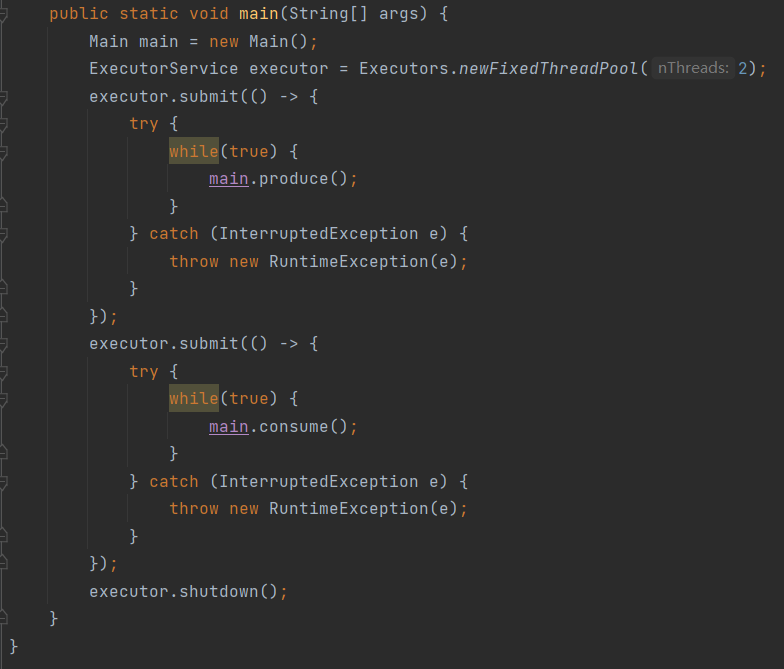 public static void main(String[] args) {
    Main main = new Main();
    ExecutorService executor = Executors.newFixedThreadPool( nThreads: 2);
    executor.submit(() -> {
        try {
            while(true) {
                main.produce();
            }
        } catch (InterruptedException e) {
            throw new RuntimeException(e);
        }
    });
    executor.submit(() -> {
        try {
            while(true) {
                main.consume();
            }
        } catch (InterruptedException e) {
            throw new RuntimeException(e);
        }
    });
    executor.shutdown();
}
}